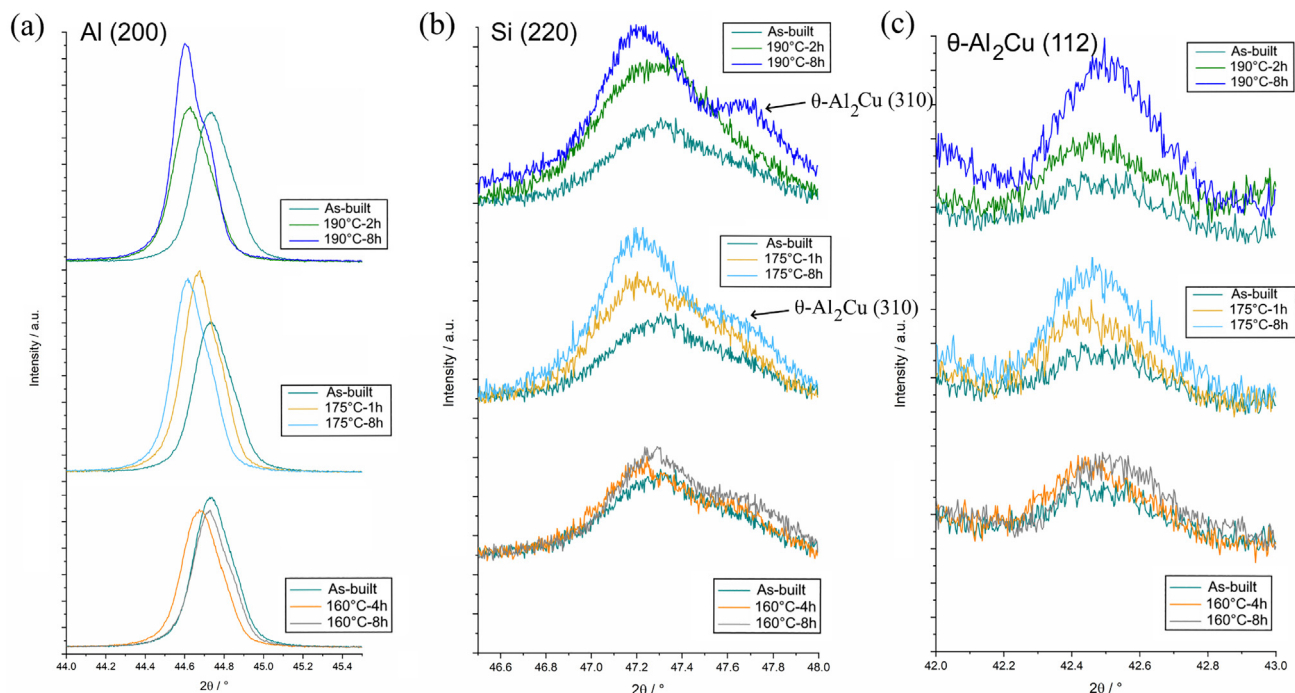 (a)
Al (200)
As-built
190°C-2h
190°C-8h
As-built
175°C-1h
175°C-8h
As-built
160°C-4h
160°C-8h
Intensity / a.u.
44.0 44.2 44.4 44.6 44.8 45.0 45.2 45.4
2θ / °
(b)
Si (220)
As-built
190°C-2h
190°C-8h
θ-Al₂Cu (310)
As-built
175°C-1h
175°C-8h
θ-Al₂Cu (310)
As-built
160°C-4h
160°C-8h
Intensity / a.u.
46.6 46.8 47.0 47.2 47.4 47.6 47.8 48.0
2θ / °
(c)
θ-Al₂Cu (112)
As-built
190°C-2h
190°C-8h
As-built
175°C-1h
175°C-8h
As-built
160°C-4h
160°C-8h
Intensity / a.u.
42.0 42.2 42.4 42.6 42.8 43.0
2θ / °